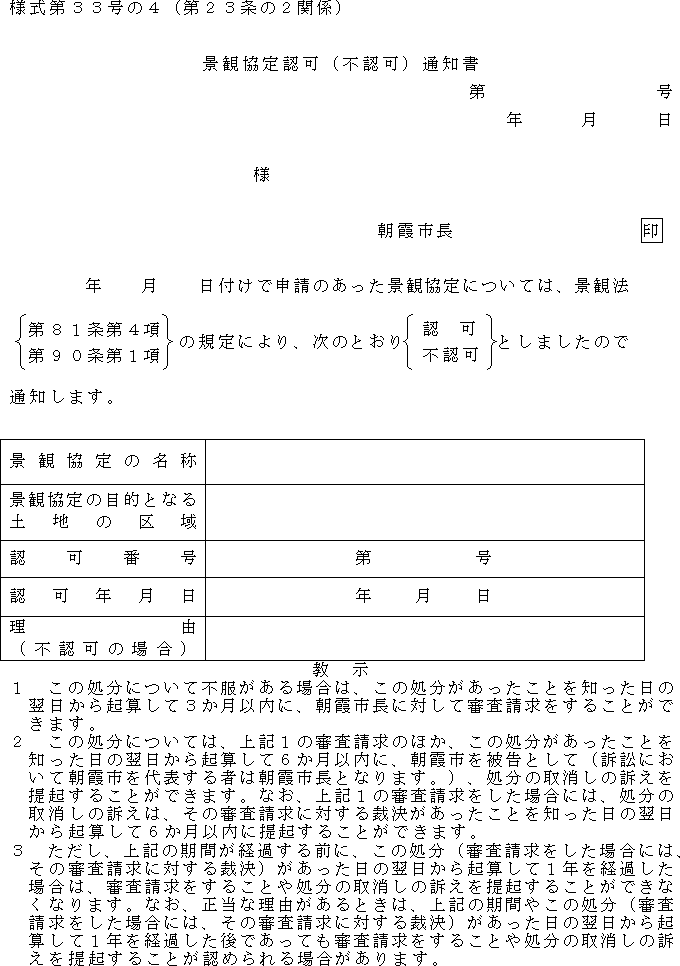 様式第３３号の４（第２３条の２関係）
景観協定認可（不認可）通知書
第　　　　　　　　　号
年　　　月　　　日
様
朝霞市長　　　　　　　　　　印
年　　月　　日付けで申請のあった景観協定については、景観法
第８１条第４項
第９０条第１項
の規定により、次のとおり
認　可
不認可
としましたので
通知します。
景観協定の名称
景観協定の目的となる
土地の区域
認可番号　　第　　　　　　号
認可年月日　　年　　月　　日
理由
（不認可の場合）
教　示
１　この処分について不服がある場合は、この処分があったことを知った日の
翌日から起算して３か月以内に、朝霞市長に対して審査請求をすることがで
きます。
２　この処分については、上記１の審査請求のほか、この処分があったことを
知った日の翌日から起算して６か月以内に、朝霞市を被告として（訴訟にお
いて朝霞市を代表する者は朝霞市長となります。）、処分の取消しの訴えを
提起することができます。なお、上記１の審査請求をした場合には、処分の
取消しの訴えは、その審査請求に対する裁決があったことを知った日の翌日
から起算して６か月以内に提起することができます。
３　ただし、上記の期間が経過する前に、この処分（審査請求をした場合には、
その審査請求に対する裁決）があった日の翌日から起算して１年を経過した
場合は、審査請求をすることや処分の取消しの訴えを提起することができな
くなります。なお、正当な理由があるときは、上記の期間やこの処分（審査
請求をした場合には、その審査請求に対する裁決）があった日の翌日から起
算して１年を経過した後であっても審査請求をすることや処分の取消しの訴
えを提起することが認められる場合があります。